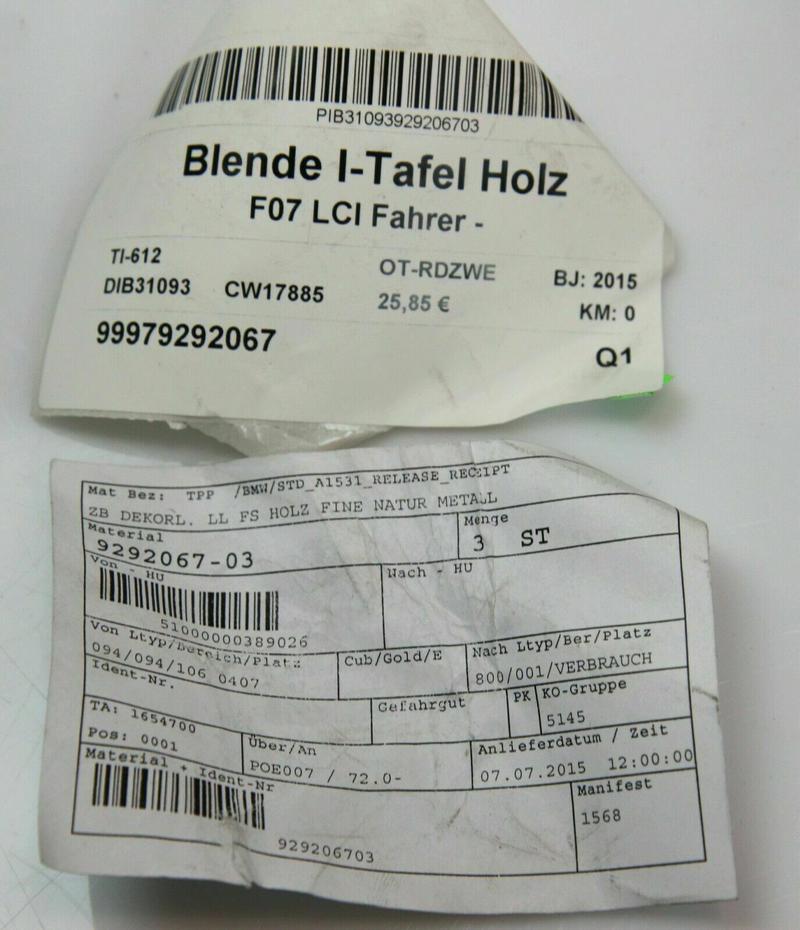 PIB31093929206703
Blende I-Tafel Holz
F07 LCI Fahrer -
TI-612 OT-RDZWE BJ: 2015
DIB31093 CW17885 25,85 € KM: 0
99979292067 Q1
Mat Bez: TPP /BMW/STD_A1531_RELEASE_RECEIPT
ZB DEKORL. LL FS HOLZ FINE NATUR METALL
Material Menge
9292067-03 3 ST
Von - HU Nach - HU
51000000389026
Von Ltyp/Bereich/Platz Cub/Gold/E Nach Ltyp/Ber/Platz
094/094/106 0407 800/001/VERBRAUCH
Ident-Nr. Gefahrgut PK KO-Gruppe
5145
TA: 1654700 Über/An Anlieferdatum / Zeit
Pos: 0001 POE007 / 72.0- 07.07.2015 12:00:00
Material + Ident-Nr Manifest
1568
929206703